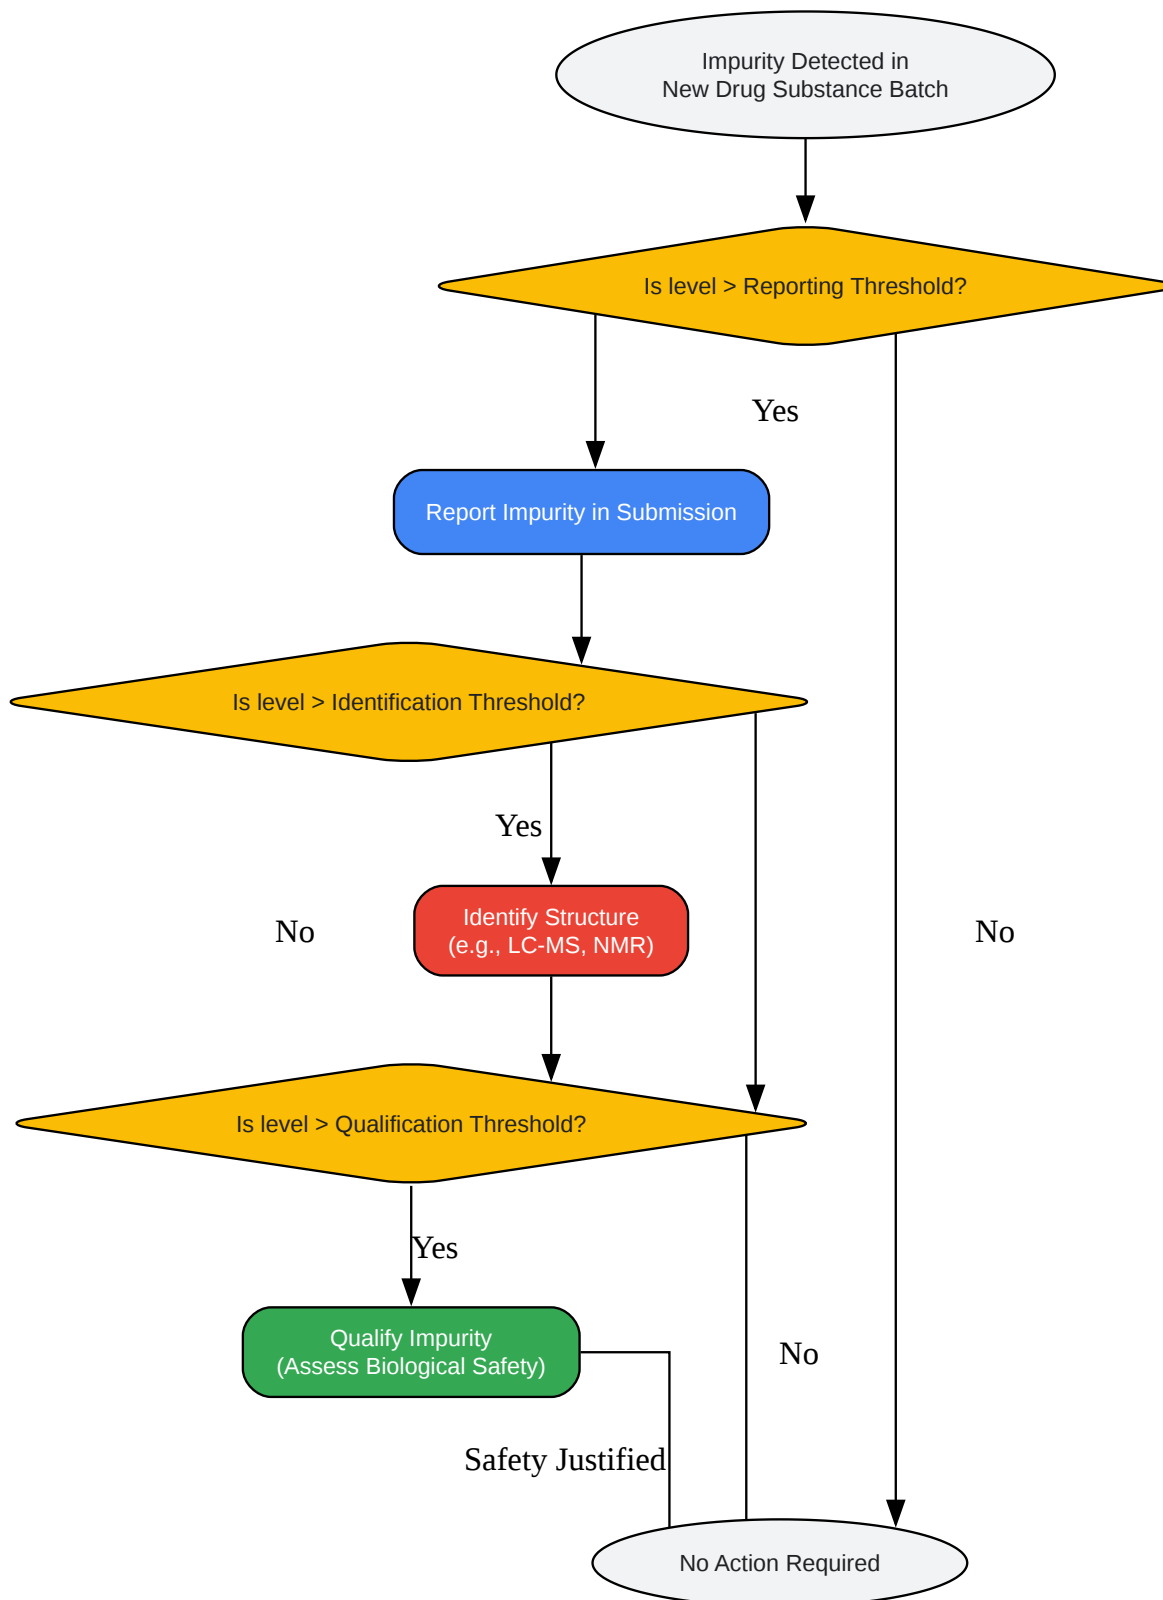 Impurity Detected in
New Drug Substance Batch
Is level > Reporting Threshold?
Yes
Report Impurity in Submission
Is level > Identification Threshold?
Yes
Identify Structure
(e.g., LC-MS, NMR)
No
No
Is level > Qualification Threshold?
Yes
Qualify Impurity
(Assess Biological Safety)
No
Safety Justified
No Action Required